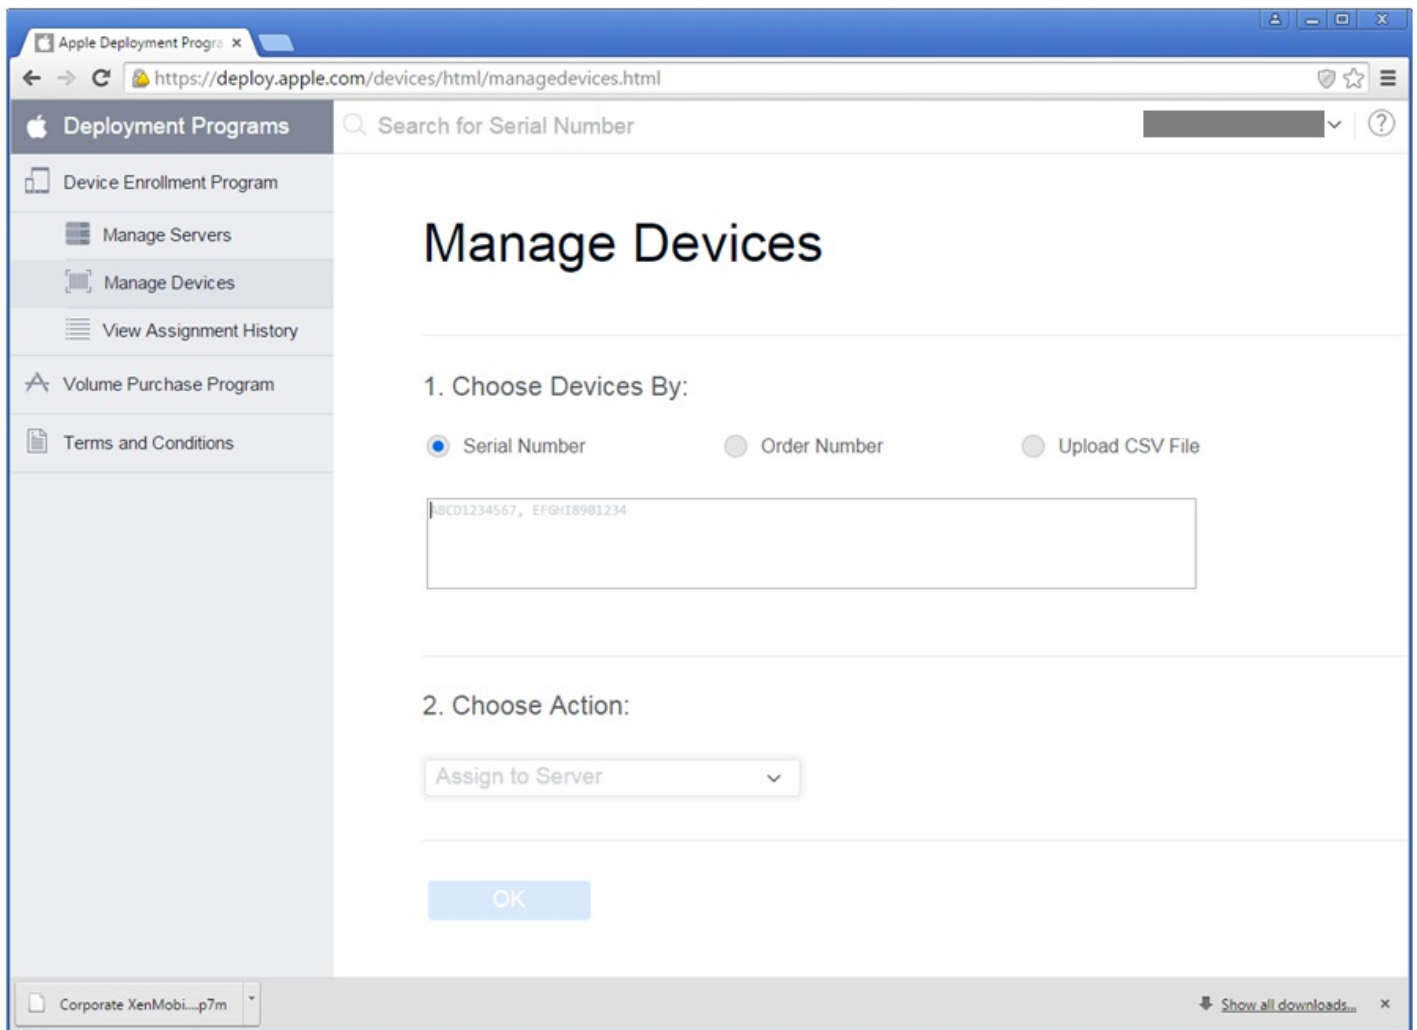 Apple Deployment Progra
https://deploy.apple.com/devices/html/managedevices.html
Deployment Programs
Search for Serial Number
Device Enrollment Program
Manage Servers
Manage Devices
View Assignment History
Volume Purchase Program
Terms and Conditions
Manage Devices
1. Choose Devices By:
Serial Number Order Number Upload CSV File
ABCD1234567, EFGHI8901234
2. Choose Action:
Assign to Server
OK
Corporate XenMobi....p7m
Show all downloads...